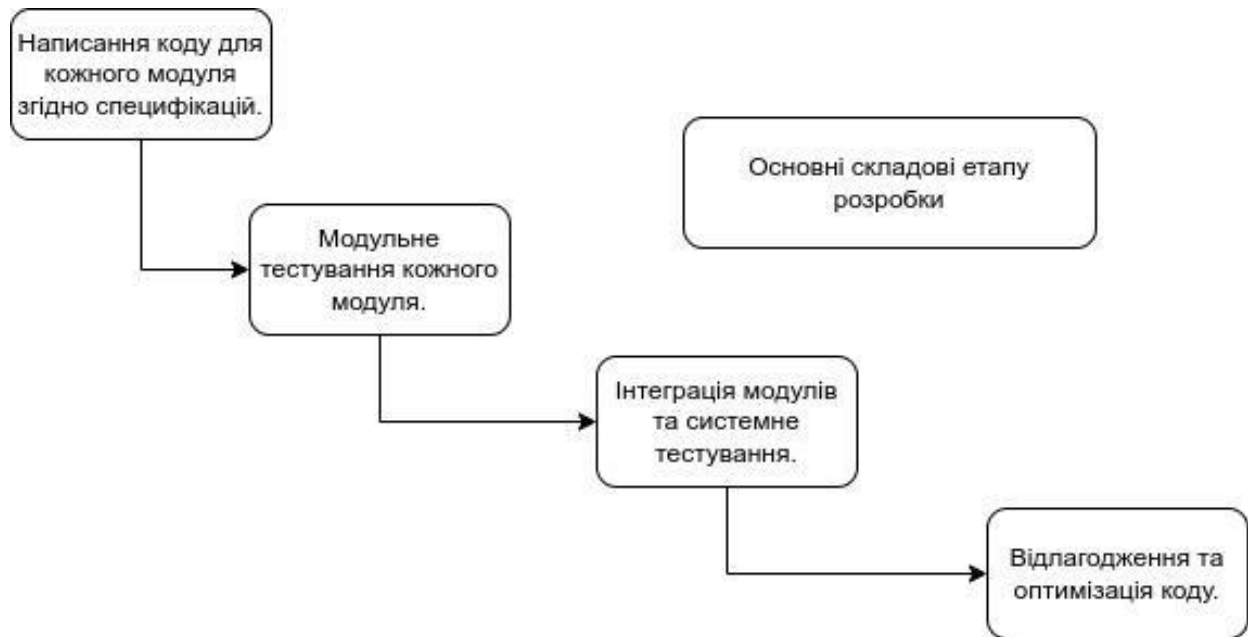 Написання коду для
кожного модуля
згідно специфікацій.
Основні складові етапу
розробки
Модульне
тестування кожного
модуля.
Інтеграція модулів
та системне
тестування.
Відлагодження та
оптимізація коду.